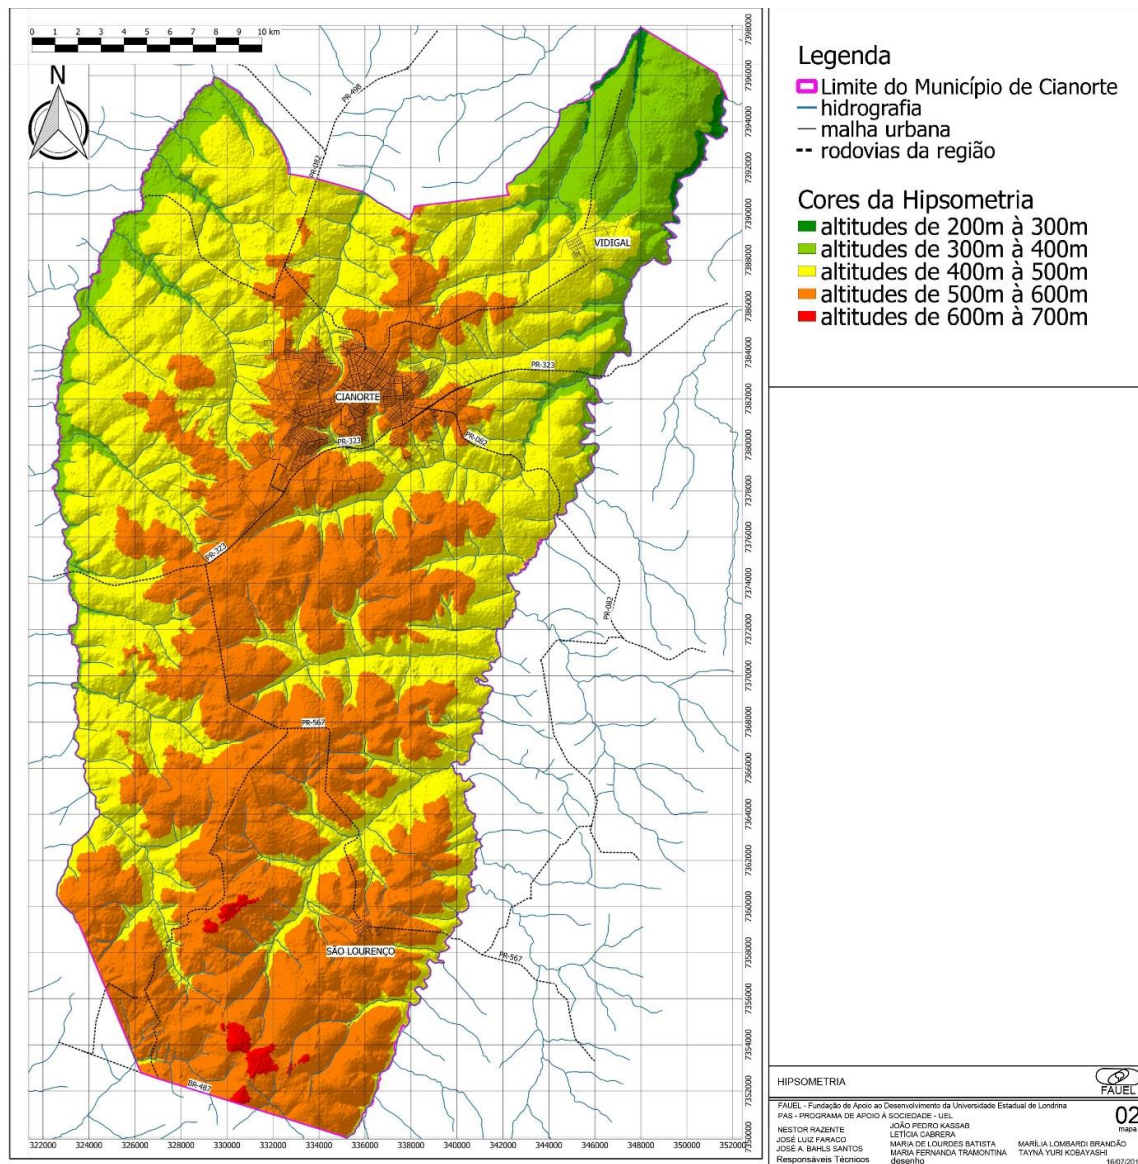 0 1 2 3 4 5 6 7 8 9 10 km
N
PR-498
PR-082
VIDIGAL
CIANORTE
PR-323
PR-323
PR-082
PR-323
PR-082
PR-567
SÃO LOURENÇO
PR-567
BR-487
7398000
7396000
7394000
7392000
7390000
7388000
7386000
7384000
7382000
7380000
7378000
7376000
7374000
7372000
7370000
7368000
7366000
7364000
7362000
7360000
7358000
7356000
7354000
7352000
7350000
322000 324000 326000 328000 330000 332000 334000 336000 338000 340000 342000 344000 346000 348000 350000 352000
Legenda
Limite do Município de Cianorte
hidrografia
malha urbana
rodovias da região
Cores da Hipsometria
altitudes de 200m à 300m
altitudes de 300m à 400m
altitudes de 400m à 500m
altitudes de 500m à 600m
altitudes de 600m à 700m
HIPSOMETRIA
FAUEL
FAUEL - Fundação de Apoio ao Desenvolvimento da Universidade Estadual de Londrina
PAS - PROGRAMA DE APOIO À SOCIEDADE - UEL
02
mapa
NESTOR RAZENTE
JOSÉ LUIZ FARACO
JOSÉ A. BAHLS SANTOS
Responsáveis Técnicos
JOÃO PEDRO KASSAB
LETÍCIA CABRERA
MARIA DE LOURDES BATISTA
MARIA FERNANDA TRAMONTINA
desenho
MARÍLIA LOMBARDI BRANDÃO
TAYNÁ YURI KOBAYASHI
16/07/201